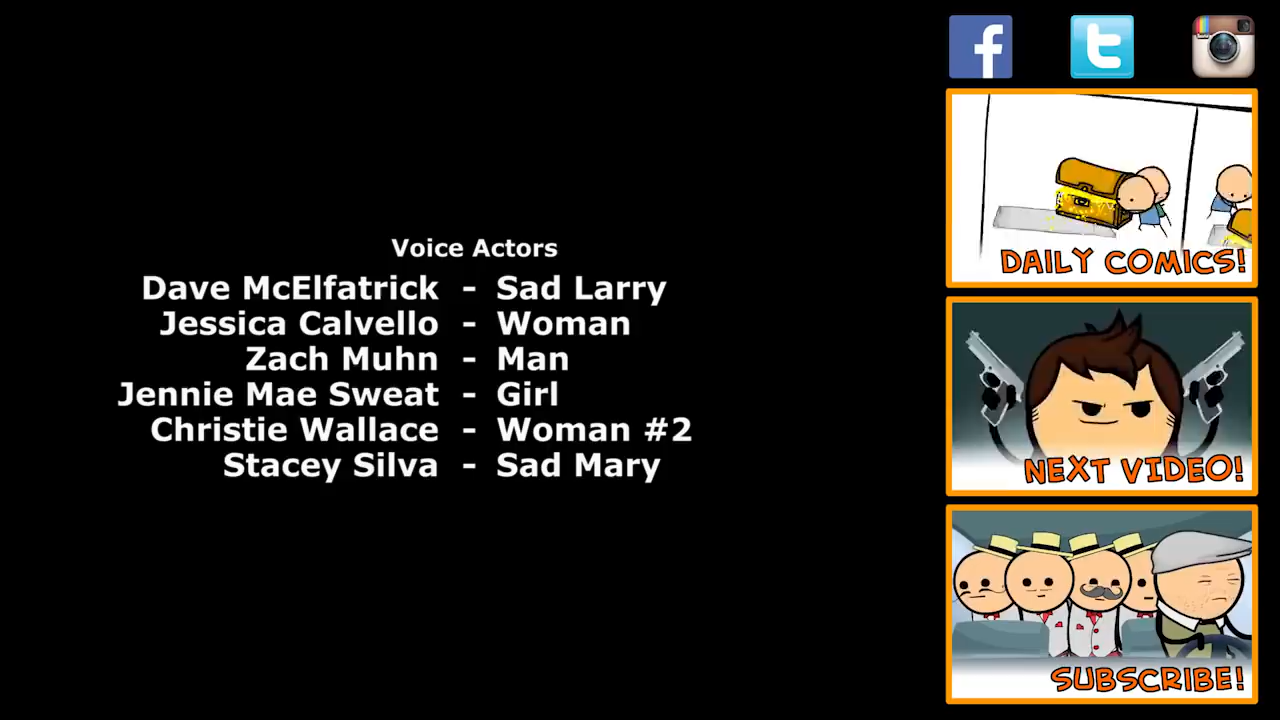 Voice Actors
Dave McElfatrick - Sad Larry
Jessica Calvello - Woman
Zach Muhn - Man
Jennie Mae Sweat - Girl
Christie Wallace - Woman #2
Stacey Silva - Sad Mary
DAILY COMICS!
NEXT VIDEO!
SUBSCRIBE!